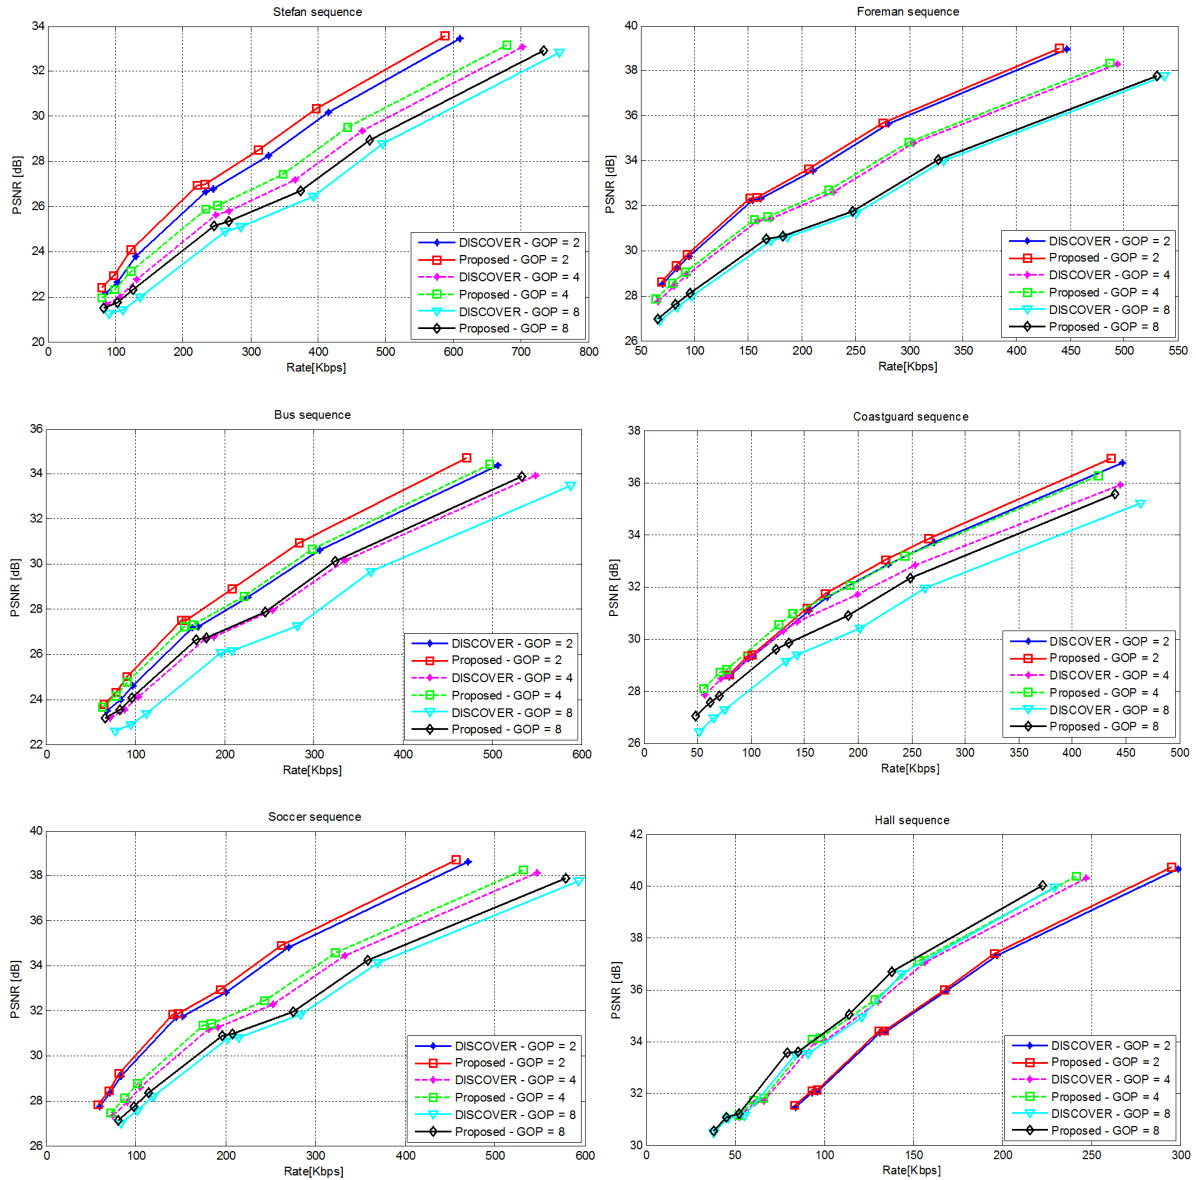 Stefan sequence
34
32
30
28
26
24
22
20
PSNR [dB]
0
100
200
300
400
500
600
700
800
Rate[Kbps]
DISCOVER - GOP = 2
Proposed - GOP = 2
DISCOVER - GOP = 4
Proposed - GOP = 4
DISCOVER - GOP = 8
Proposed - GOP = 8
Foreman sequence
40
38
36
34
32
30
28
26
PSNR [dB]
50
100
150
200
250
300
350
400
450
500
550
Rate[Kbps]
DISCOVER - GOP = 2
Proposed - GOP = 2
DISCOVER - GOP = 4
Proposed - GOP = 4
DISCOVER - GOP = 8
Proposed - GOP = 8
Bus sequence
36
34
32
30
28
26
24
22
PSNR [dB]
0
100
200
300
400
500
600
Rate[Kbps]
DISCOVER - GOP = 2
Proposed - GOP = 2
DISCOVER - GOP = 4
Proposed - GOP = 4
DISCOVER - GOP = 8
Proposed - GOP = 8
Coastguard sequence
38
36
34
32
30
28
26
PSNR [dB]
0
50
100
150
200
250
300
350
400
450
500
Rate[Kbps]
DISCOVER - GOP = 2
Proposed - GOP = 2
DISCOVER - GOP = 4
Proposed - GOP = 4
DISCOVER - GOP = 8
Proposed - GOP = 8
Soccer sequence
40
38
36
34
32
30
28
26
PSNR [dB]
0
100
200
300
400
500
600
Rate[Kbps]
DISCOVER - GOP = 2
Proposed - GOP = 2
DISCOVER - GOP = 4
Proposed - GOP = 4
DISCOVER - GOP = 8
Proposed - GOP = 8
Hall sequence
42
40
38
36
34
32
30
PSNR [dB]
0
50
100
150
200
250
300
Rate[Kbps]
DISCOVER - GOP = 2
Proposed - GOP = 2
DISCOVER - GOP = 4
Proposed - GOP = 4
DISCOVER - GOP = 8
Proposed - GOP = 8